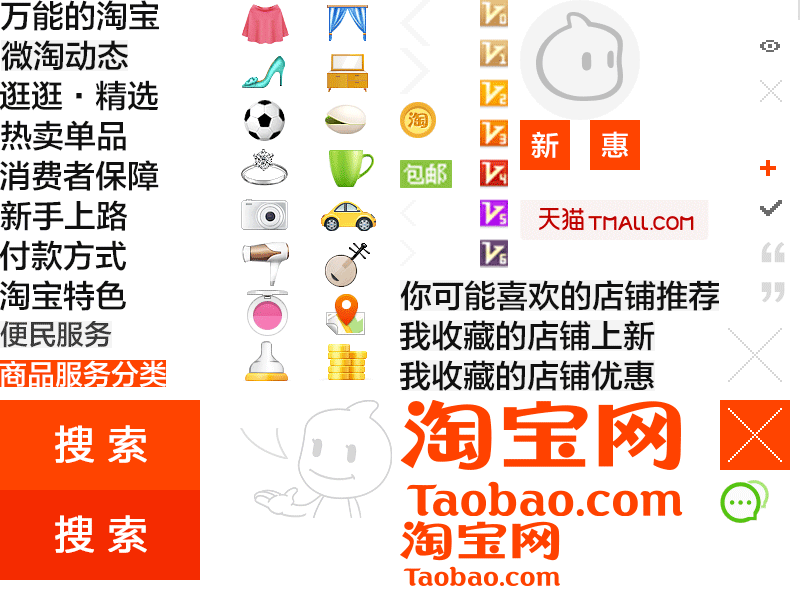 万能的淘宝
微淘动态
逛逛·精选
热卖单品
消费者保障
新手上路
付款方式
淘宝特色
便民服务
商品服务分类
搜 索
搜 索
淘
包邮
V0
V1
V2
V3
V4
V5
V6
新 惠
天猫 TMALL.COM
你可能喜欢的店铺推荐
我收藏的店铺上新
我收藏的店铺优惠
淘宝网
Taobao.com
淘宝网
Taobao.com